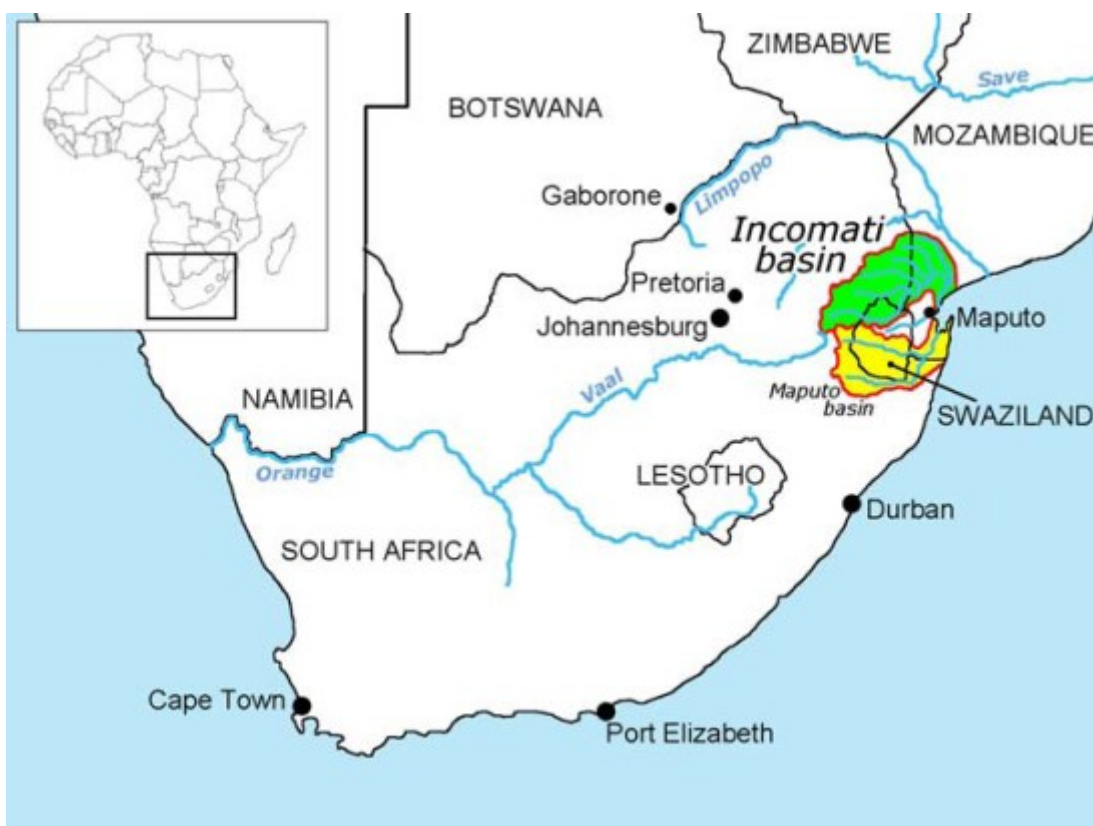 ZIMBABWE
Save
BOTSWANA
MOZAMBIQUE
Gaborone
Limpopo
Incomati
basin
Pretoria
Johannesburg
Maputo
Vaal
Maputo
basin
NAMIBIA
SWAZILAND
Orange
LESOTHO
Durban
SOUTH AFRICA
Cape Town
Port Elizabeth